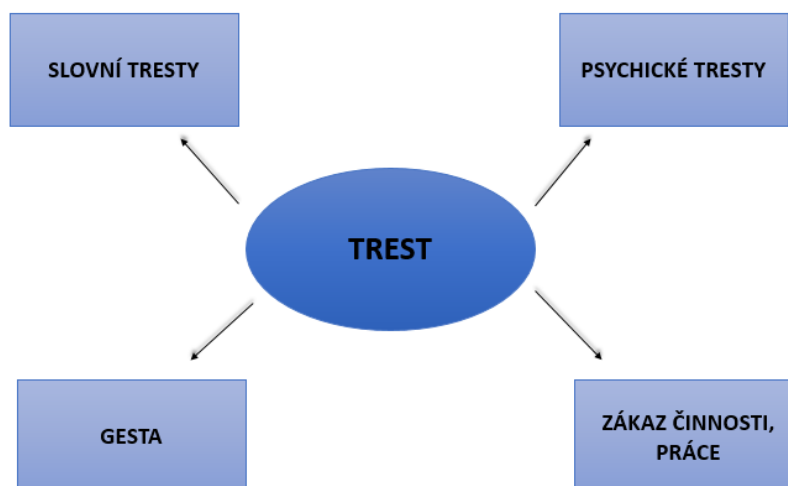 SLOVNÍ TRESTY
PSYCHICKÉ TRESTY
TREST
GESTA
ZÁKAZ ČINNOSTI,
PRÁCE